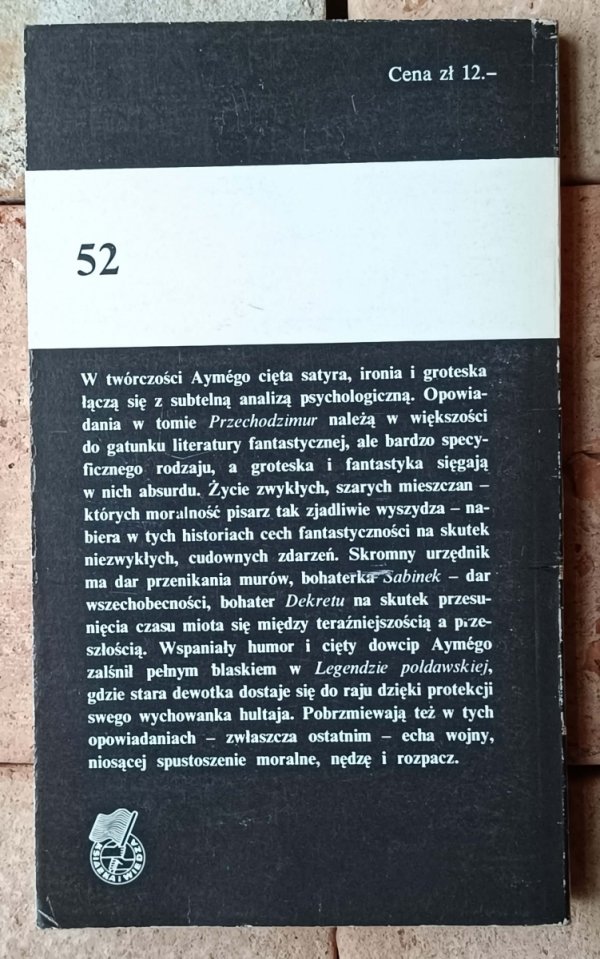 Cena zł 12.–
52
W twórczości Aymégo cięta satyra, ironia i groteska
łączą się z subtelną analizą psychologiczną. Opowia-
dania w tomie Przechodzimur należą w większości
do gatunku literatury fantastycznej, ale bardzo specy-
ficznego rodzaju, a groteska i fantastyka sięgają
w nich absurdu. Życie zwykłych, szarych mieszczan –
których moralność pisarz tak zjadliwie wyszydza – na-
biera w tych historiach cech fantastyczności na skutek
niezwykłych, cudownych zdarzeń. Skromny urzędnik
ma dar przenikania murów, bohaterka Sabinek – dar
wszechobecności, bohater Dekretu na skutek przesu-
nięcia czasu miota się między teraźniejszością a prze-
szłością. Wspaniały humor i cięty dowcip Aymégo
zalśnił pełnym blaskiem w Legendzie połdawskiej,
gdzie stara dewotka dostaje się do raju dzięki protekcji
swego wychowanka hultaja. Pobrzmiewają też w tych
opowiadaniach – zwłaszcza ostatnim – echa wojny,
niosącej spustoszenie moralne, nędzę i rozpacz.
KSIĄŻKA I WIEDZA